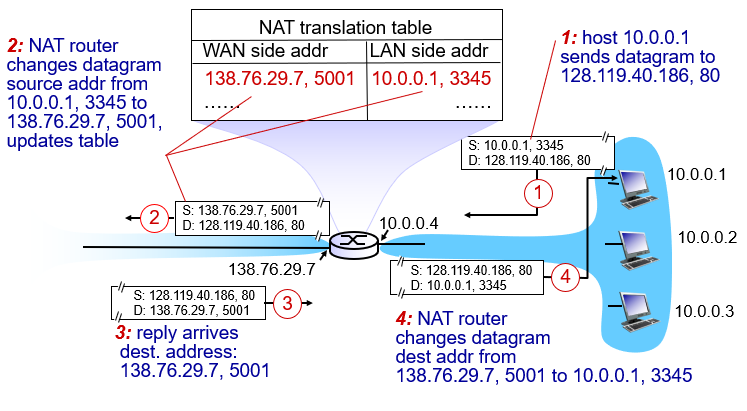 NAT translation table
WAN side addr LAN side addr
138.76.29.7, 5001 10.0.0.1, 3345
...... ......
2: NAT router
changes datagram
source addr from
10.0.0.1, 3345 to
138.76.29.7, 5001,
updates table
1: host 10.0.0.1
sends datagram to
128.119.40.186, 80
S: 10.0.0.1, 3345
D: 128.119.40.186, 80
1
10.0.0.1
S: 138.76.29.7, 5001
D: 128.119.40.186, 80
2
10.0.0.4
10.0.0.2
138.76.29.7
S: 128.119.40.186, 80
D: 10.0.0.1, 3345
4
S: 128.119.40.186, 80
D: 138.76.29.7, 5001
3
10.0.0.3
3: reply arrives
dest. address:
138.76.29.7, 5001
4: NAT router
changes datagram
dest addr from
138.76.29.7, 5001 to 10.0.0.1, 3345